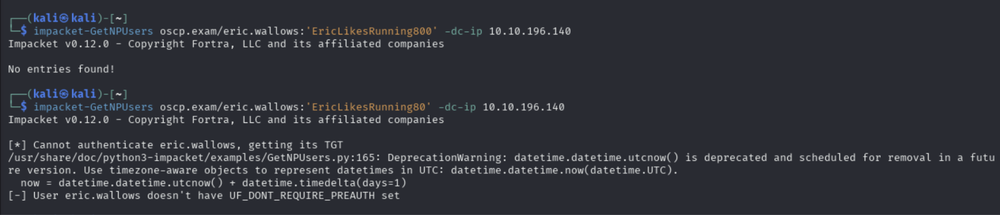 ┌──(kali㉿kali)-[~]
└─$ impacket-GetNPUsers oscp.exam/eric.wallows:'EricLikesRunning800' -dc-ip 10.10.196.140
Impacket v0.12.0 - Copyright Fortra, LLC and its affiliated companies
No entries found!
┌──(kali㉿kali)-[~]
└─$ impacket-GetNPUsers oscp.exam/eric.wallows:'EricLikesRunning80' -dc-ip 10.10.196.140
Impacket v0.12.0 - Copyright Fortra, LLC and its affiliated companies
[*] Cannot authenticate eric.wallows, getting its TGT
/usr/share/doc/python3-impacket/examples/GetNPUsers.py:165: DeprecationWarning: datetime.datetime.utcnow() is deprecated and scheduled for removal in a futu
re version. Use timezone-aware objects to represent datetimes in UTC: datetime.datetime.now(datetime.UTC).
  now = datetime.datetime.utcnow() + datetime.timedelta(days=1)
[-] User eric.wallows doesn't have UF_DONT_REQUIRE_PREAUTH set